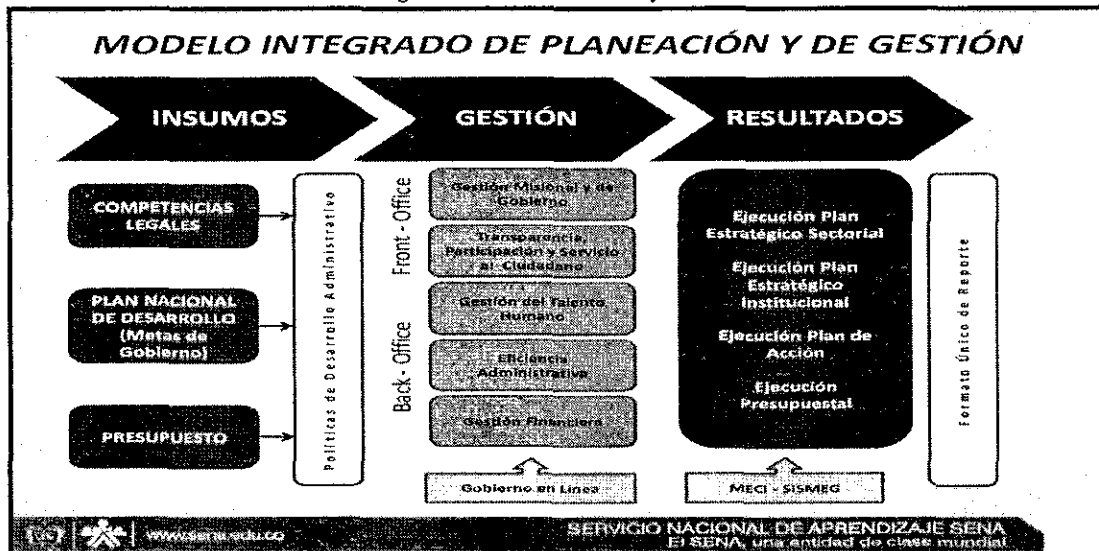 MODELO INTEGRADO DE PLANEACIÓN Y DE GESTIÓN
INSUMOS
GESTIÓN
RESULTADOS
COMPETENCIAS
LEGALES
PLAN NACIONAL
DE DESARROLLO
(Metas de
Gobierno)
PRESUPUESTO
Políticas de Desarrollo Administrativo
Front - Office
Back - Office
Gestión Misional y de
Gobierno
Transparencia,
Participación y Servicio
al Ciudadano
Gestión del Talento
Humano
Eficiencia
Administrativa
Gestión Financiera
Gobierno en Línea
Ejecución Plan
Estratégico Sectorial
Ejecución Plan
Estratégico
Institucional
Ejecución Plan de
Acción
Ejecución
Presupuestal
MECI - SISMEG
Formato Único de Reporte
www.sena.edu.co
SERVICIO NACIONAL DE APRENDIZAJE SENA
El SENA, una entidad de clase mundial